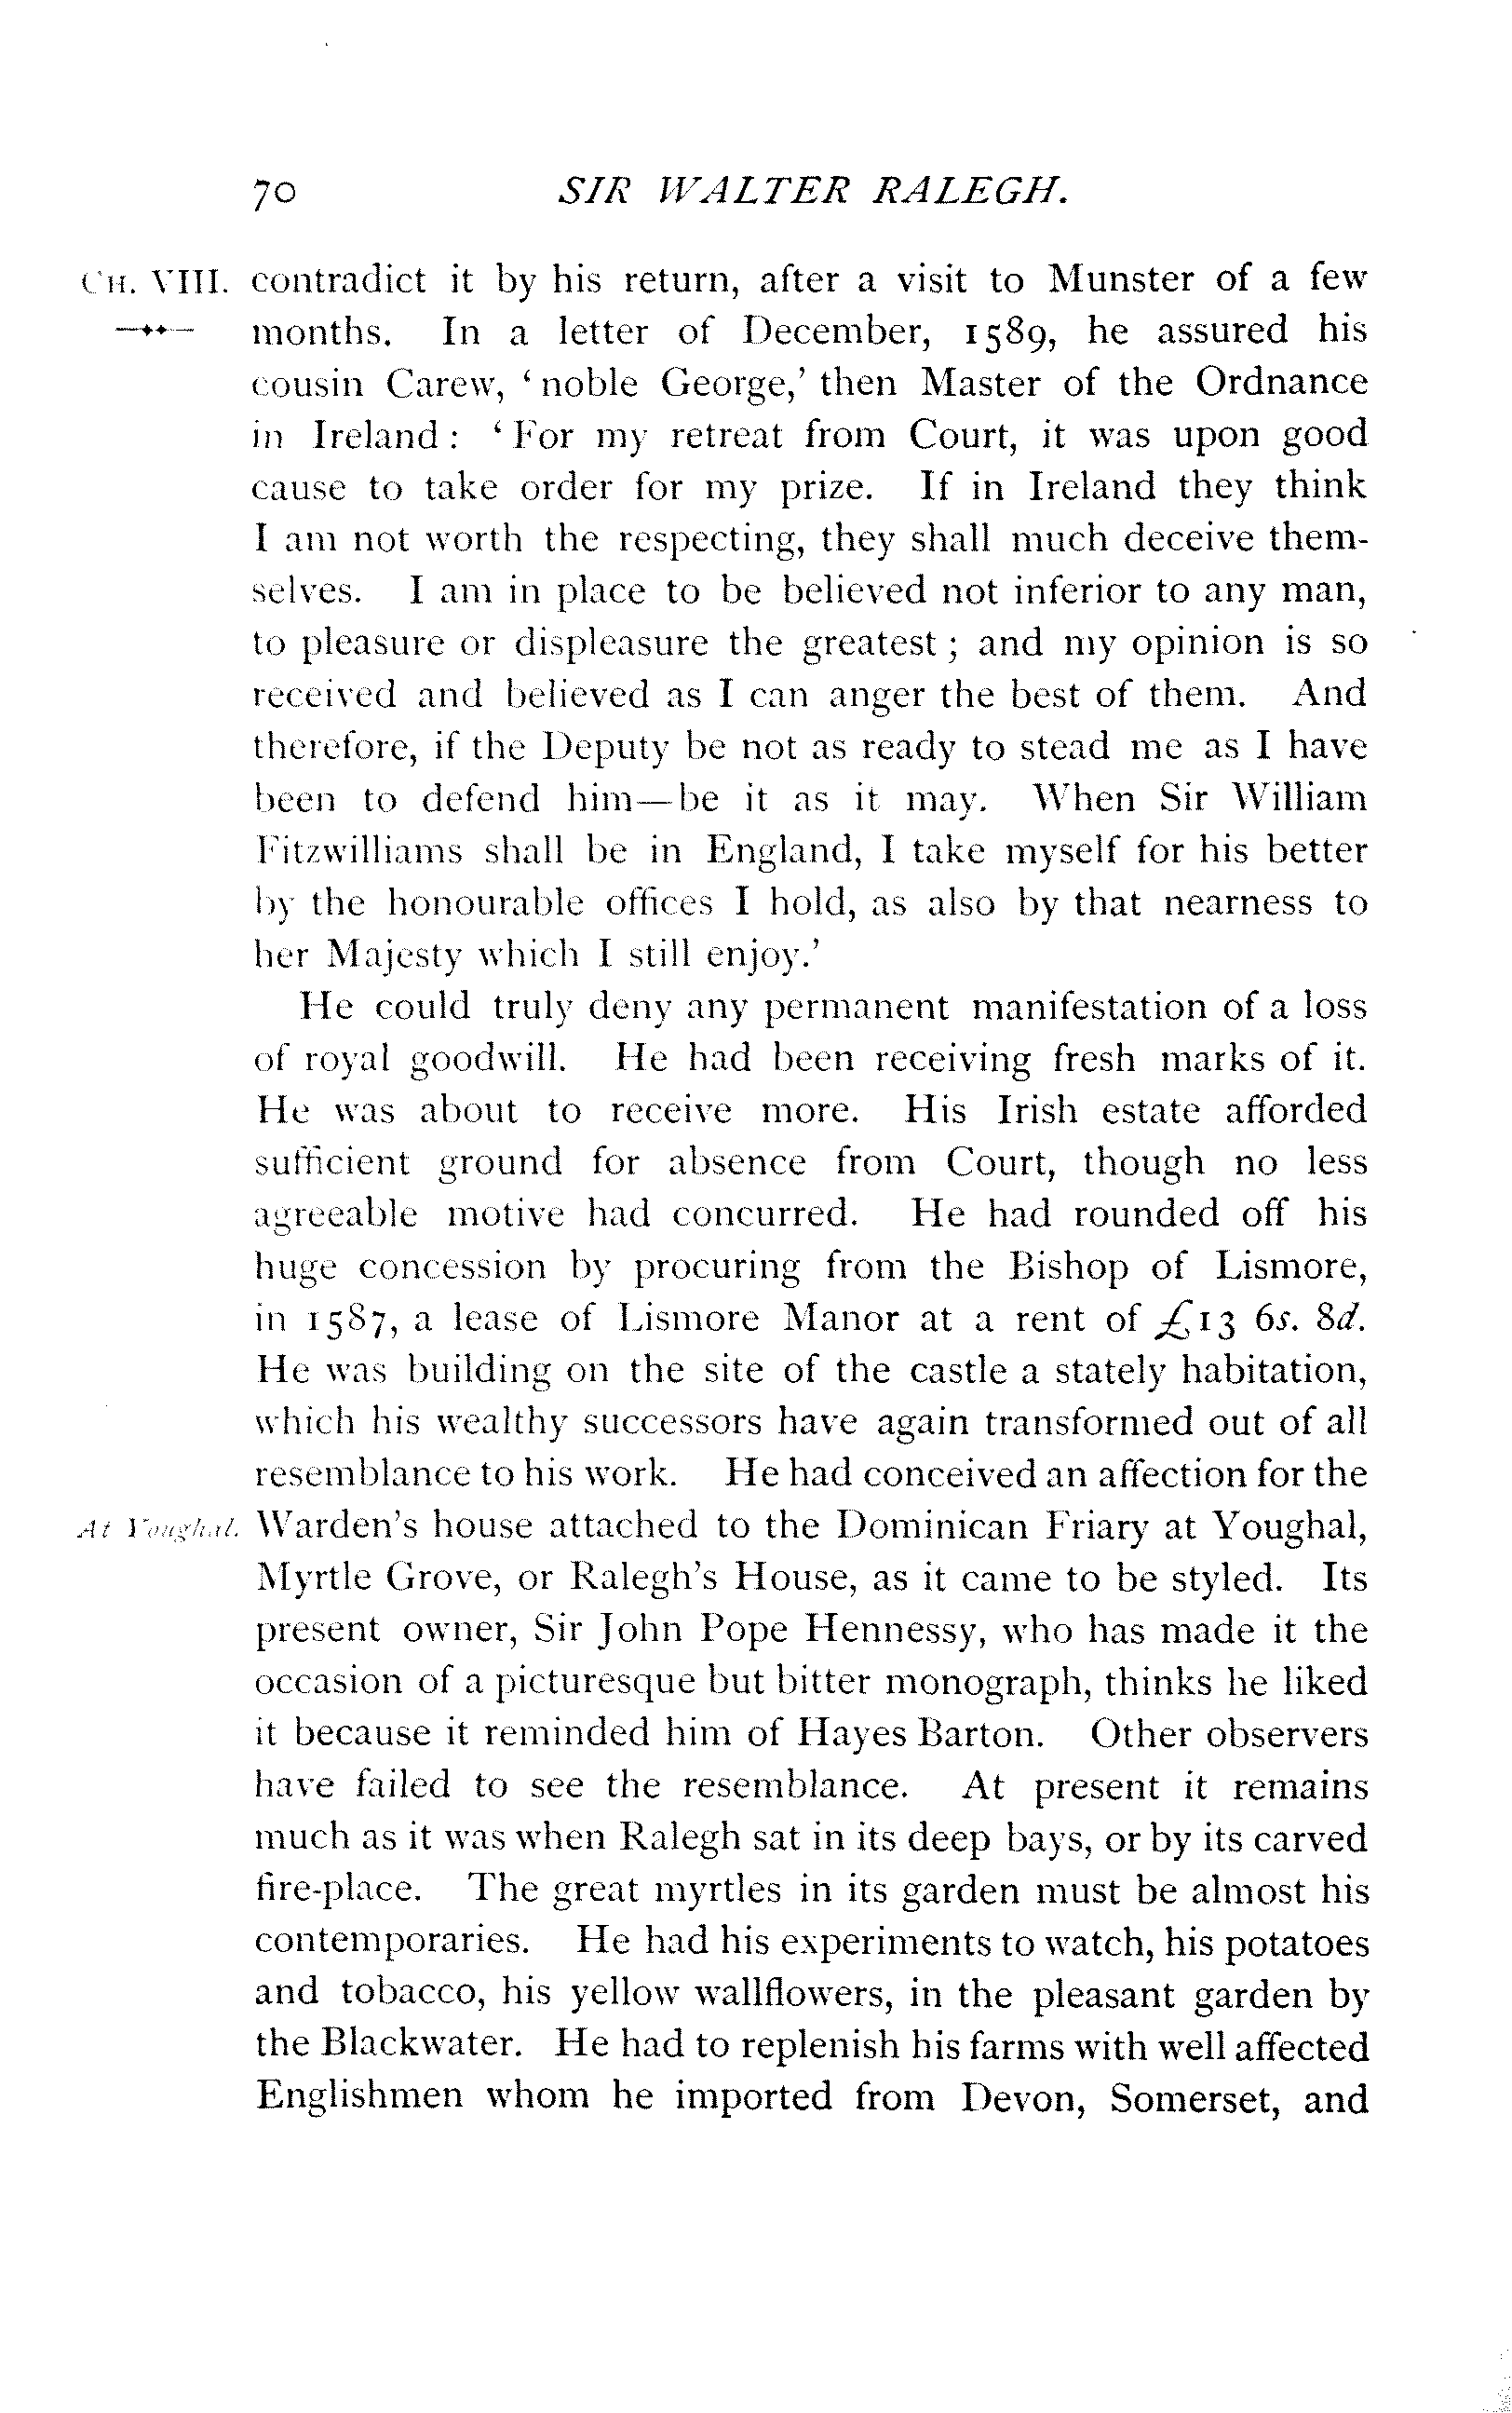 70 SIR WALTER RALEGH.
CH. VIII. contradict it by his return, after a visit to Munster of a few
months. In a letter of December, 1589, he assured his
cousin Carew, ‘noble George,’ then Master of the Ordnance
in Ireland: ‘For my retreat from Court, it was upon good
cause to take order for my prize. If in Ireland they think
I am not worth the respecting, they shall much deceive them-
selves. I am in place to be believed not inferior to any man,
to pleasure or displeasure the greatest; and my opinion is so
received and believed as I can anger the best of them. And
therefore, if the Deputy be not as ready to stead me as I have
been to defend him—be it as it may. When Sir William
Fitzwilliams shall be in England, I take myself for his better
by the honourable offices I hold, as also by that nearness to
her Majesty which I still enjoy.’
He could truly deny any permanent manifestation of a loss
of royal goodwill. He had been receiving fresh marks of it.
He was about to receive more. His Irish estate afforded
sufficient ground for absence from Court, though no less
agreeable motive had concurred. He had rounded off his
huge concession by procuring from the Bishop of Lismore,
in 1587, a lease of Lismore Manor at a rent of £13 6s. 8d.
He was building on the site of the castle a stately habitation,
which his wealthy successors have again transformed out of all
resemblance to his work. He had conceived an affection for the
At Youghal. Warden's house attached to the Dominican Friary at Youghal,
Myrtle Grove, or Ralegh's House, as it came to be styled. Its
present owner, Sir John Pope Hennessy, who has made it the
occasion of a picturesque but bitter monograph, thinks he liked
it because it reminded him of Hayes Barton. Other observers
have failed to see the resemblance. At present it remains
much as it was when Ralegh sat in its deep bays, or by its carved
fire-place. The great myrtles in its garden must be almost his
contemporaries. He had his experiments to watch, his potatoes
and tobacco, his yellow wallflowers, in the pleasant garden by
the Blackwater. He had to replenish his farms with well affected
Englishmen whom he imported from Devon, Somerset, and